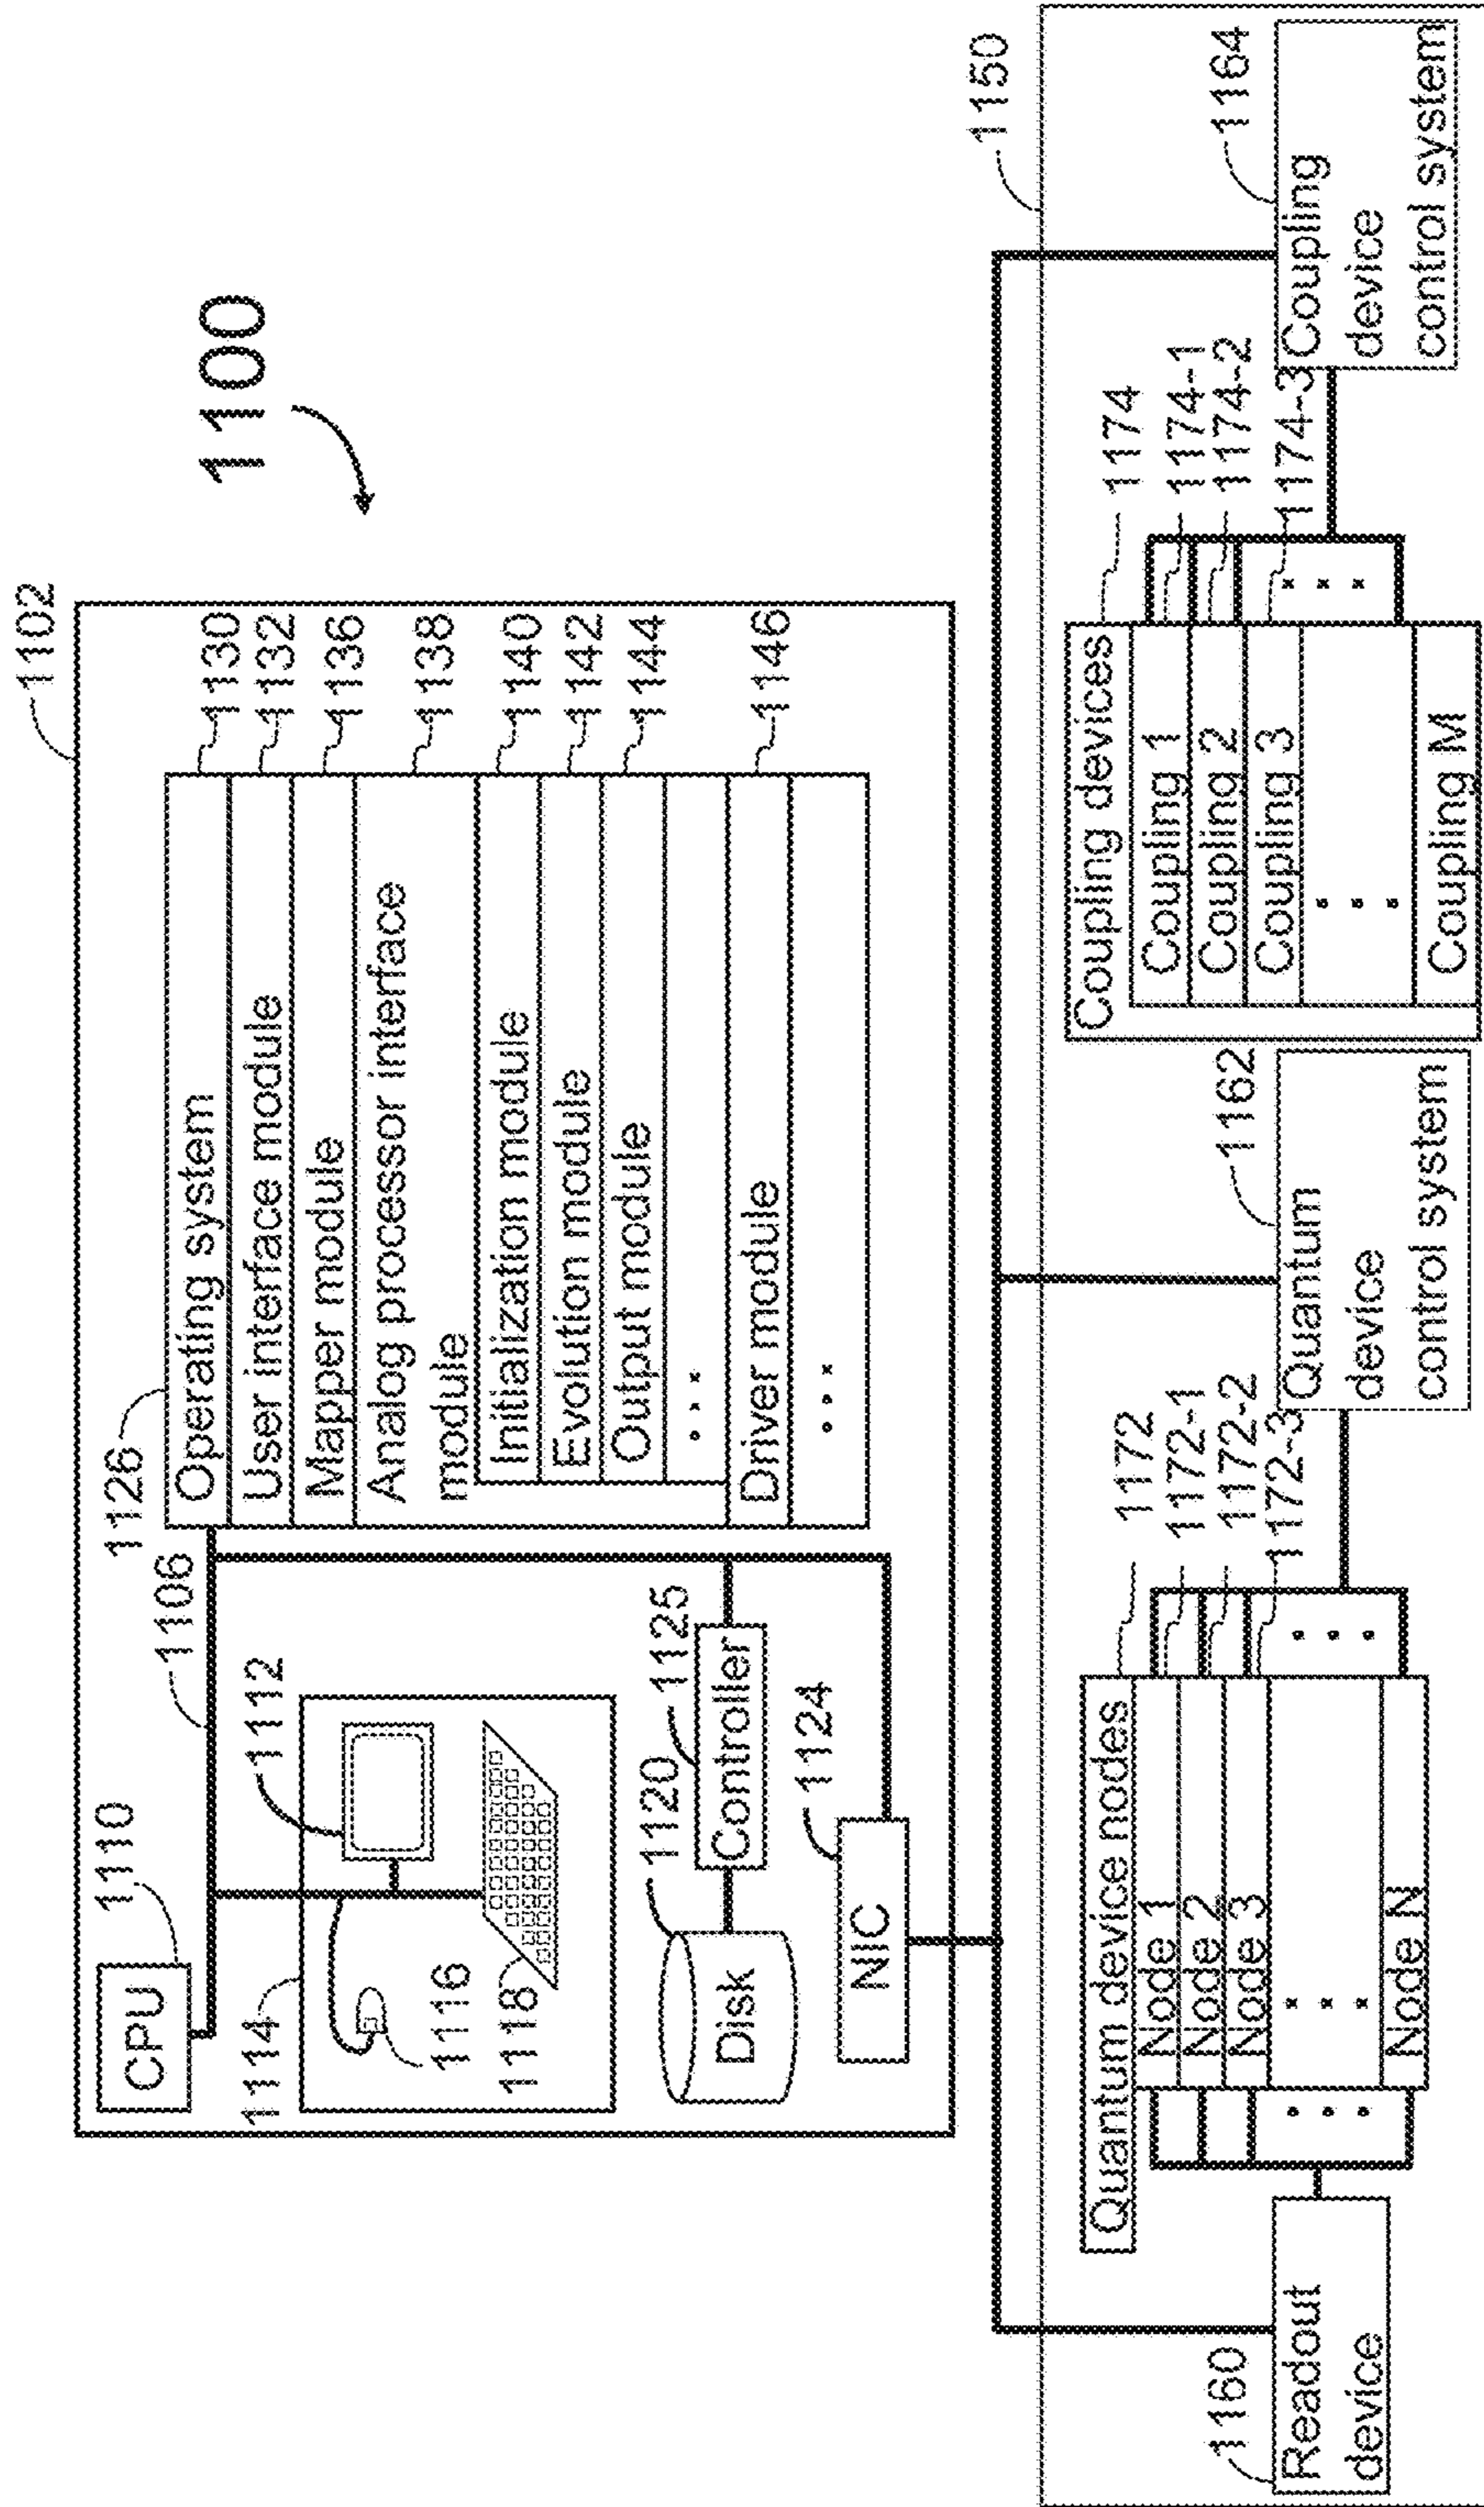 1100
1102
CPU
1110
1106
1126
1114
1112
1116
1118
1120
Disk
1125
Controller
1124
NIC
Operating system
1130
User interface module
1132
Mapper module
1136
Analog processor interface
module
1138
Initialization module
1140
Evolution module
1142
Output module
1144
Driver module
1146
1150
1160
Readout
device
Quantum device nodes
1172
Node 1
1172-1
Node 2
1172-2
Node 3
1172-3
Node N
1162
Quantum
device
control system
Coupling devices
1174
Coupling 1
1174-1
Coupling 2
1174-2
Coupling 3
1174-3
Coupling M
1164
Coupling
device
control system